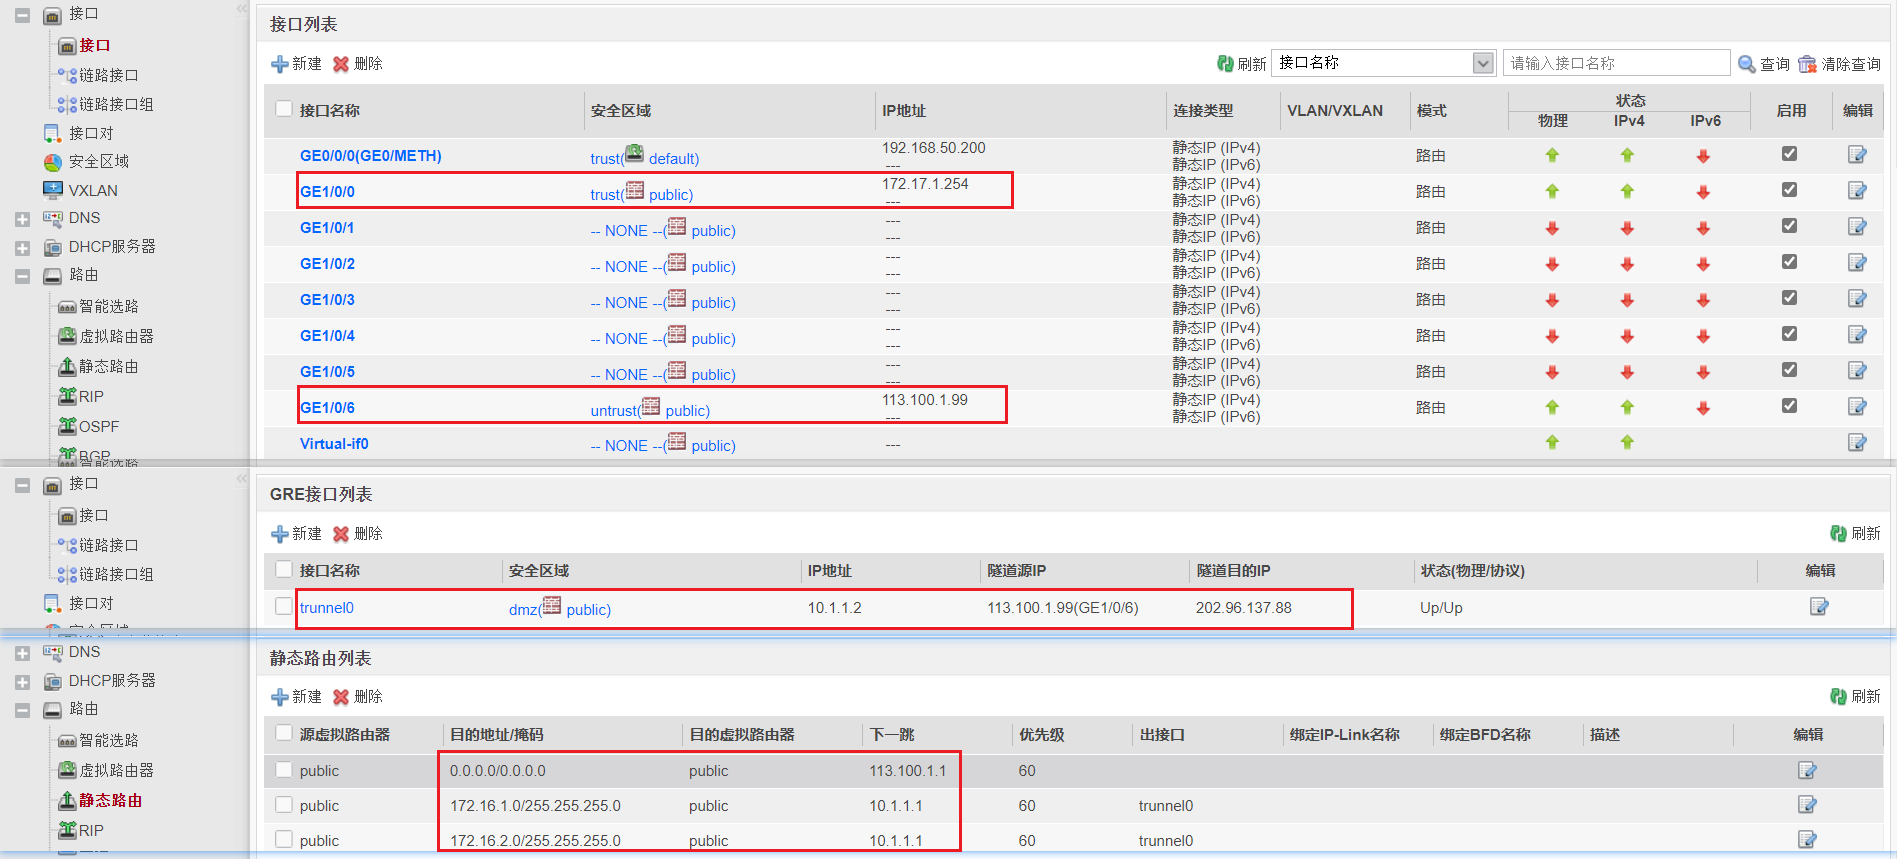 接口
接口
链路接口
链路接口组
接口对
安全区域
VXLAN
DNS
DHCP服务器
路由
智能选路
虚拟路由器
静态路由
RIP
OSPF
BGP
接口列表
新建 删除 刷新 接口名称 请输入接口名称 查询 清除查询
接口名称 安全区域 IP地址 连接类型 VLAN/VXLAN 模式 状态 启用 编辑
物理 IPv4 IPv6
GE0/0/0(GE0/METH) trust( default) 192.168.50.200 静态IP (IPv4) 路由
--- 静态IP (IPv6)
GE1/0/0 trust( public) 172.17.1.254 静态IP (IPv4) 路由
--- 静态IP (IPv6)
GE1/0/1 -- NONE --( public) --- 静态IP (IPv4) 路由
--- 静态IP (IPv6)
GE1/0/2 -- NONE --( public) --- 静态IP (IPv4) 路由
--- 静态IP (IPv6)
GE1/0/3 -- NONE --( public) --- 静态IP (IPv4) 路由
--- 静态IP (IPv6)
GE1/0/4 -- NONE --( public) --- 静态IP (IPv4) 路由
--- 静态IP (IPv6)
GE1/0/5 -- NONE --( public) --- 静态IP (IPv4) 路由
--- 静态IP (IPv6)
GE1/0/6 untrust( public) 113.100.1.99 静态IP (IPv4) 路由
--- 静态IP (IPv6)
Virtual-if0 -- NONE --( public) ---
智能选路
接口
接口
链路接口
链路接口组
接口对
安全区域
GRE接口列表
新建 删除 刷新
接口名称 安全区域 IP地址 隧道源IP 隧道目的IP 状态(物理/协议) 编辑
trunnel0 dmz( public) 10.1.1.2 113.100.1.99(GE1/0/6) 202.96.137.88 Up/Up
DNS
DHCP服务器
路由
智能选路
虚拟路由器
静态路由
RIP
静态路由列表
新建 删除 刷新
源虚拟路由器 目的地址/掩码 目的虚拟路由器 下一跳 优先级 出接口 绑定IP-Link名称 绑定BFD名称 描述 编辑
public 0.0.0.0/0.0.0.0 public 113.100.1.1 60
public 172.16.1.0/255.255.255.0 public 10.1.1.1 60 trunnel0
public 172.16.2.0/255.255.255.0 public 10.1.1.1 60 trunnel0